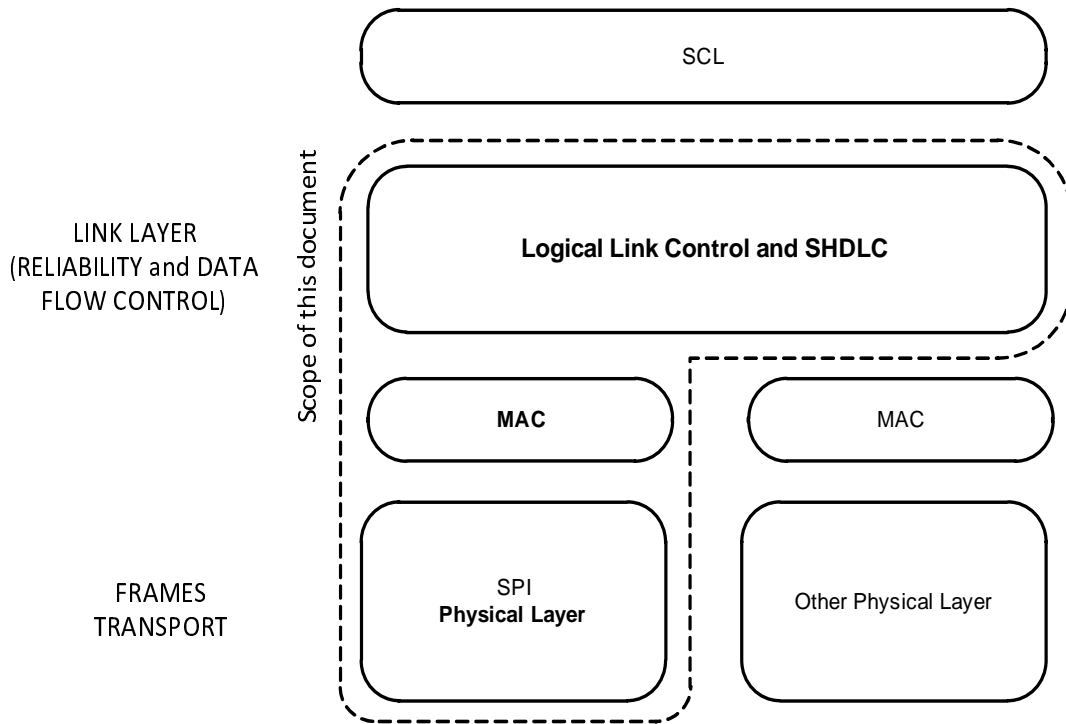 SCL
Scope of this document
LINK LAYER
(RELIABILITY and DATA
FLOW CONTROL)
Logical Link Control and SHDLC
MAC
MAC
FRAMES
TRANSPORT
SPI
Physical Layer
Other Physical Layer